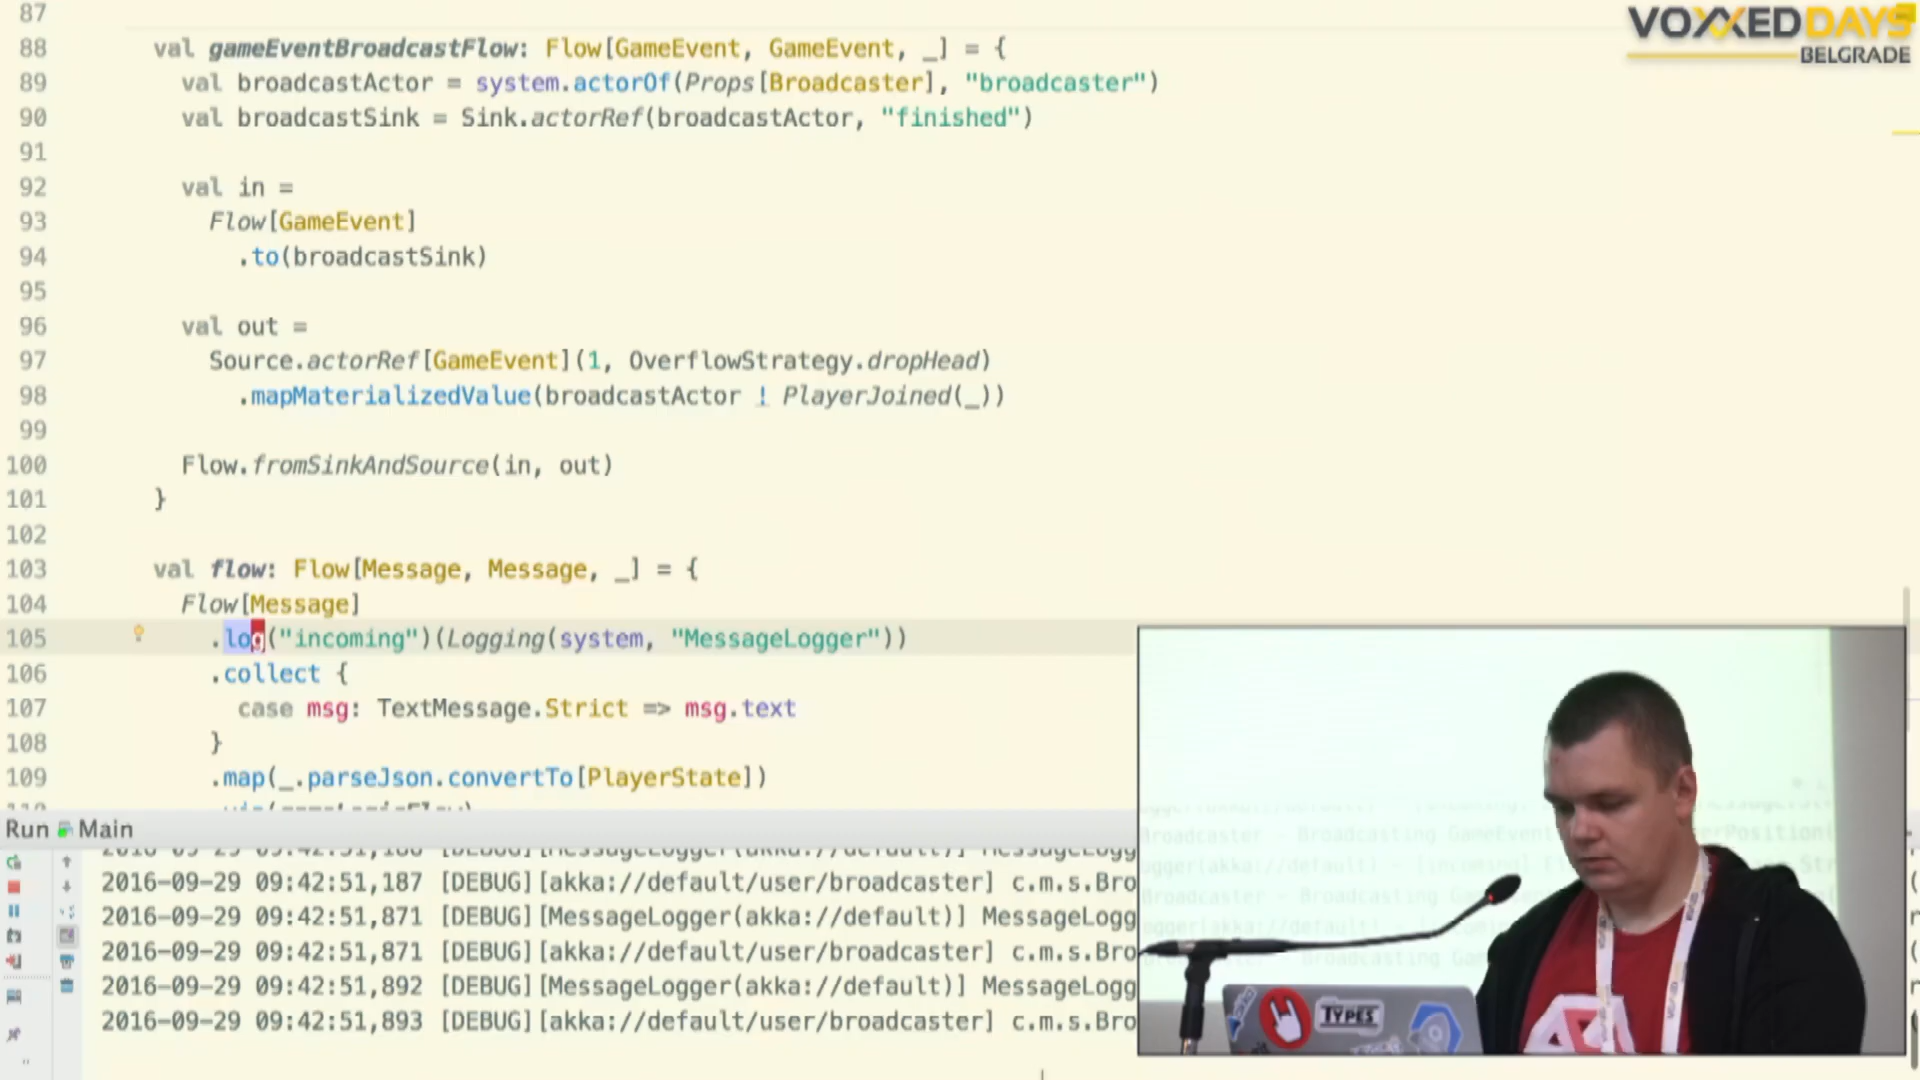 VOXXED DAYS
BELGRADE
87
88 val gameEventBroadcastFlow: Flow[GameEvent, GameEvent, _] = {
89 val broadcastActor = system.actorOf(Props[Broadcaster], "broadcaster")
90 val broadcastSink = Sink.actorRef(broadcastActor, "finished")
91
92 val in =
93 Flow[GameEvent]
94 .to(broadcastSink)
95
96 val out =
97 Source.actorRef[GameEvent](1, OverflowStrategy.dropHead)
98 .mapMaterializedValue(broadcastActor ! PlayerJoined(_))
99
100 Flow.fromSinkAndSource(in, out)
101 }
102
103 val flow: Flow[Message, Message, _] = {
104 Flow[Message]
105 .log("incoming")(Logging(system, "MessageLogger"))
106 .collect {
107 case msg: TextMessage.Strict => msg.text
108 }
109 .map(_.parseJson.convertTo[PlayerState])
Run Main
2016-09-29 09:42:51,187 [DEBUG][akka://default/user/broadcaster] c.m.s.Bro
2016-09-29 09:42:51,871 [DEBUG][MessageLogger(akka://default)] MessageLogg
2016-09-29 09:42:51,871 [DEBUG][akka://default/user/broadcaster] c.m.s.Bro
2016-09-29 09:42:51,892 [DEBUG][MessageLogger(akka://default)] MessageLogg
2016-09-29 09:42:51,893 [DEBUG][akka://default/user/broadcaster] c.m.s.Bro
TYPES